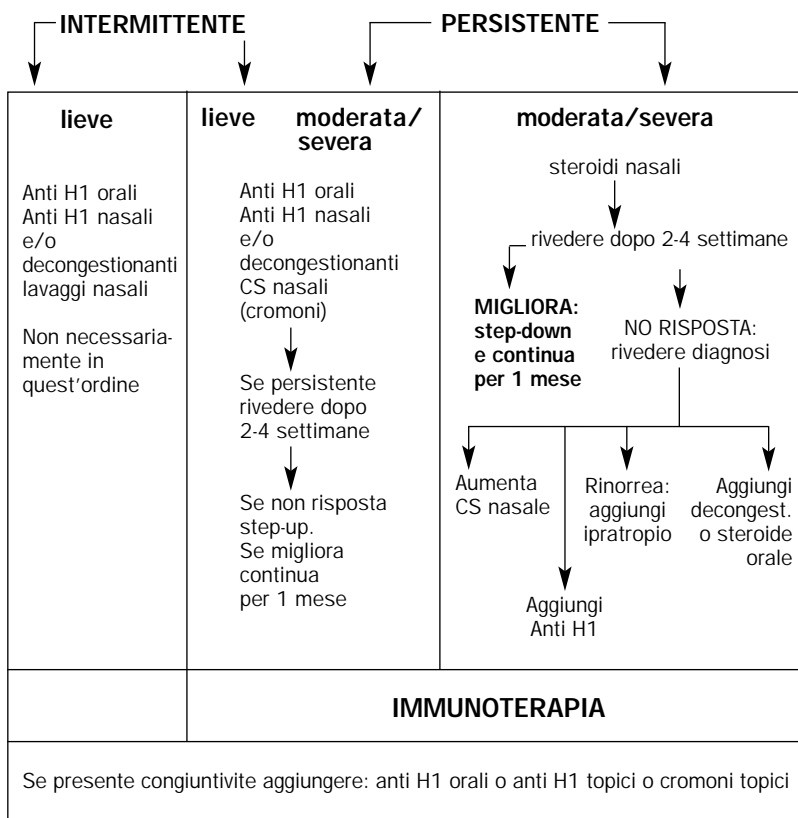 INTERMITTENTE
PERSISTENTE
lieve
Anti H1 orali
Anti H1 nasali
e/o
decongestionanti
lavaggi nasali
Non necessaria-
mente in
quest'ordine
lieve
moderata/
severa
Anti H1 orali
Anti H1 nasali
e/o
decongestionanti
CS nasali
(cromoni)
Se persistente
rivedere dopo
2-4 settimane
Se non risposta
step-up.
Se migliora
continua
per 1 mese
moderata/severa
steroidi nasali
rivedere dopo 2-4 settimane
MIGLIORA:
step-down
e continua
per 1 mese
NO RISPOSTA:
rivedere diagnosi
Aumenta
CS nasale
Aggiungi
Anti H1
Rinorrea:
aggiungi
ipratropio
Aggiungi
decongest.
o steroide
orale
IMMUNOTERAPIA
Se presente congiuntivite aggiungere: anti H1 orali o anti H1 topici o cromoni topici